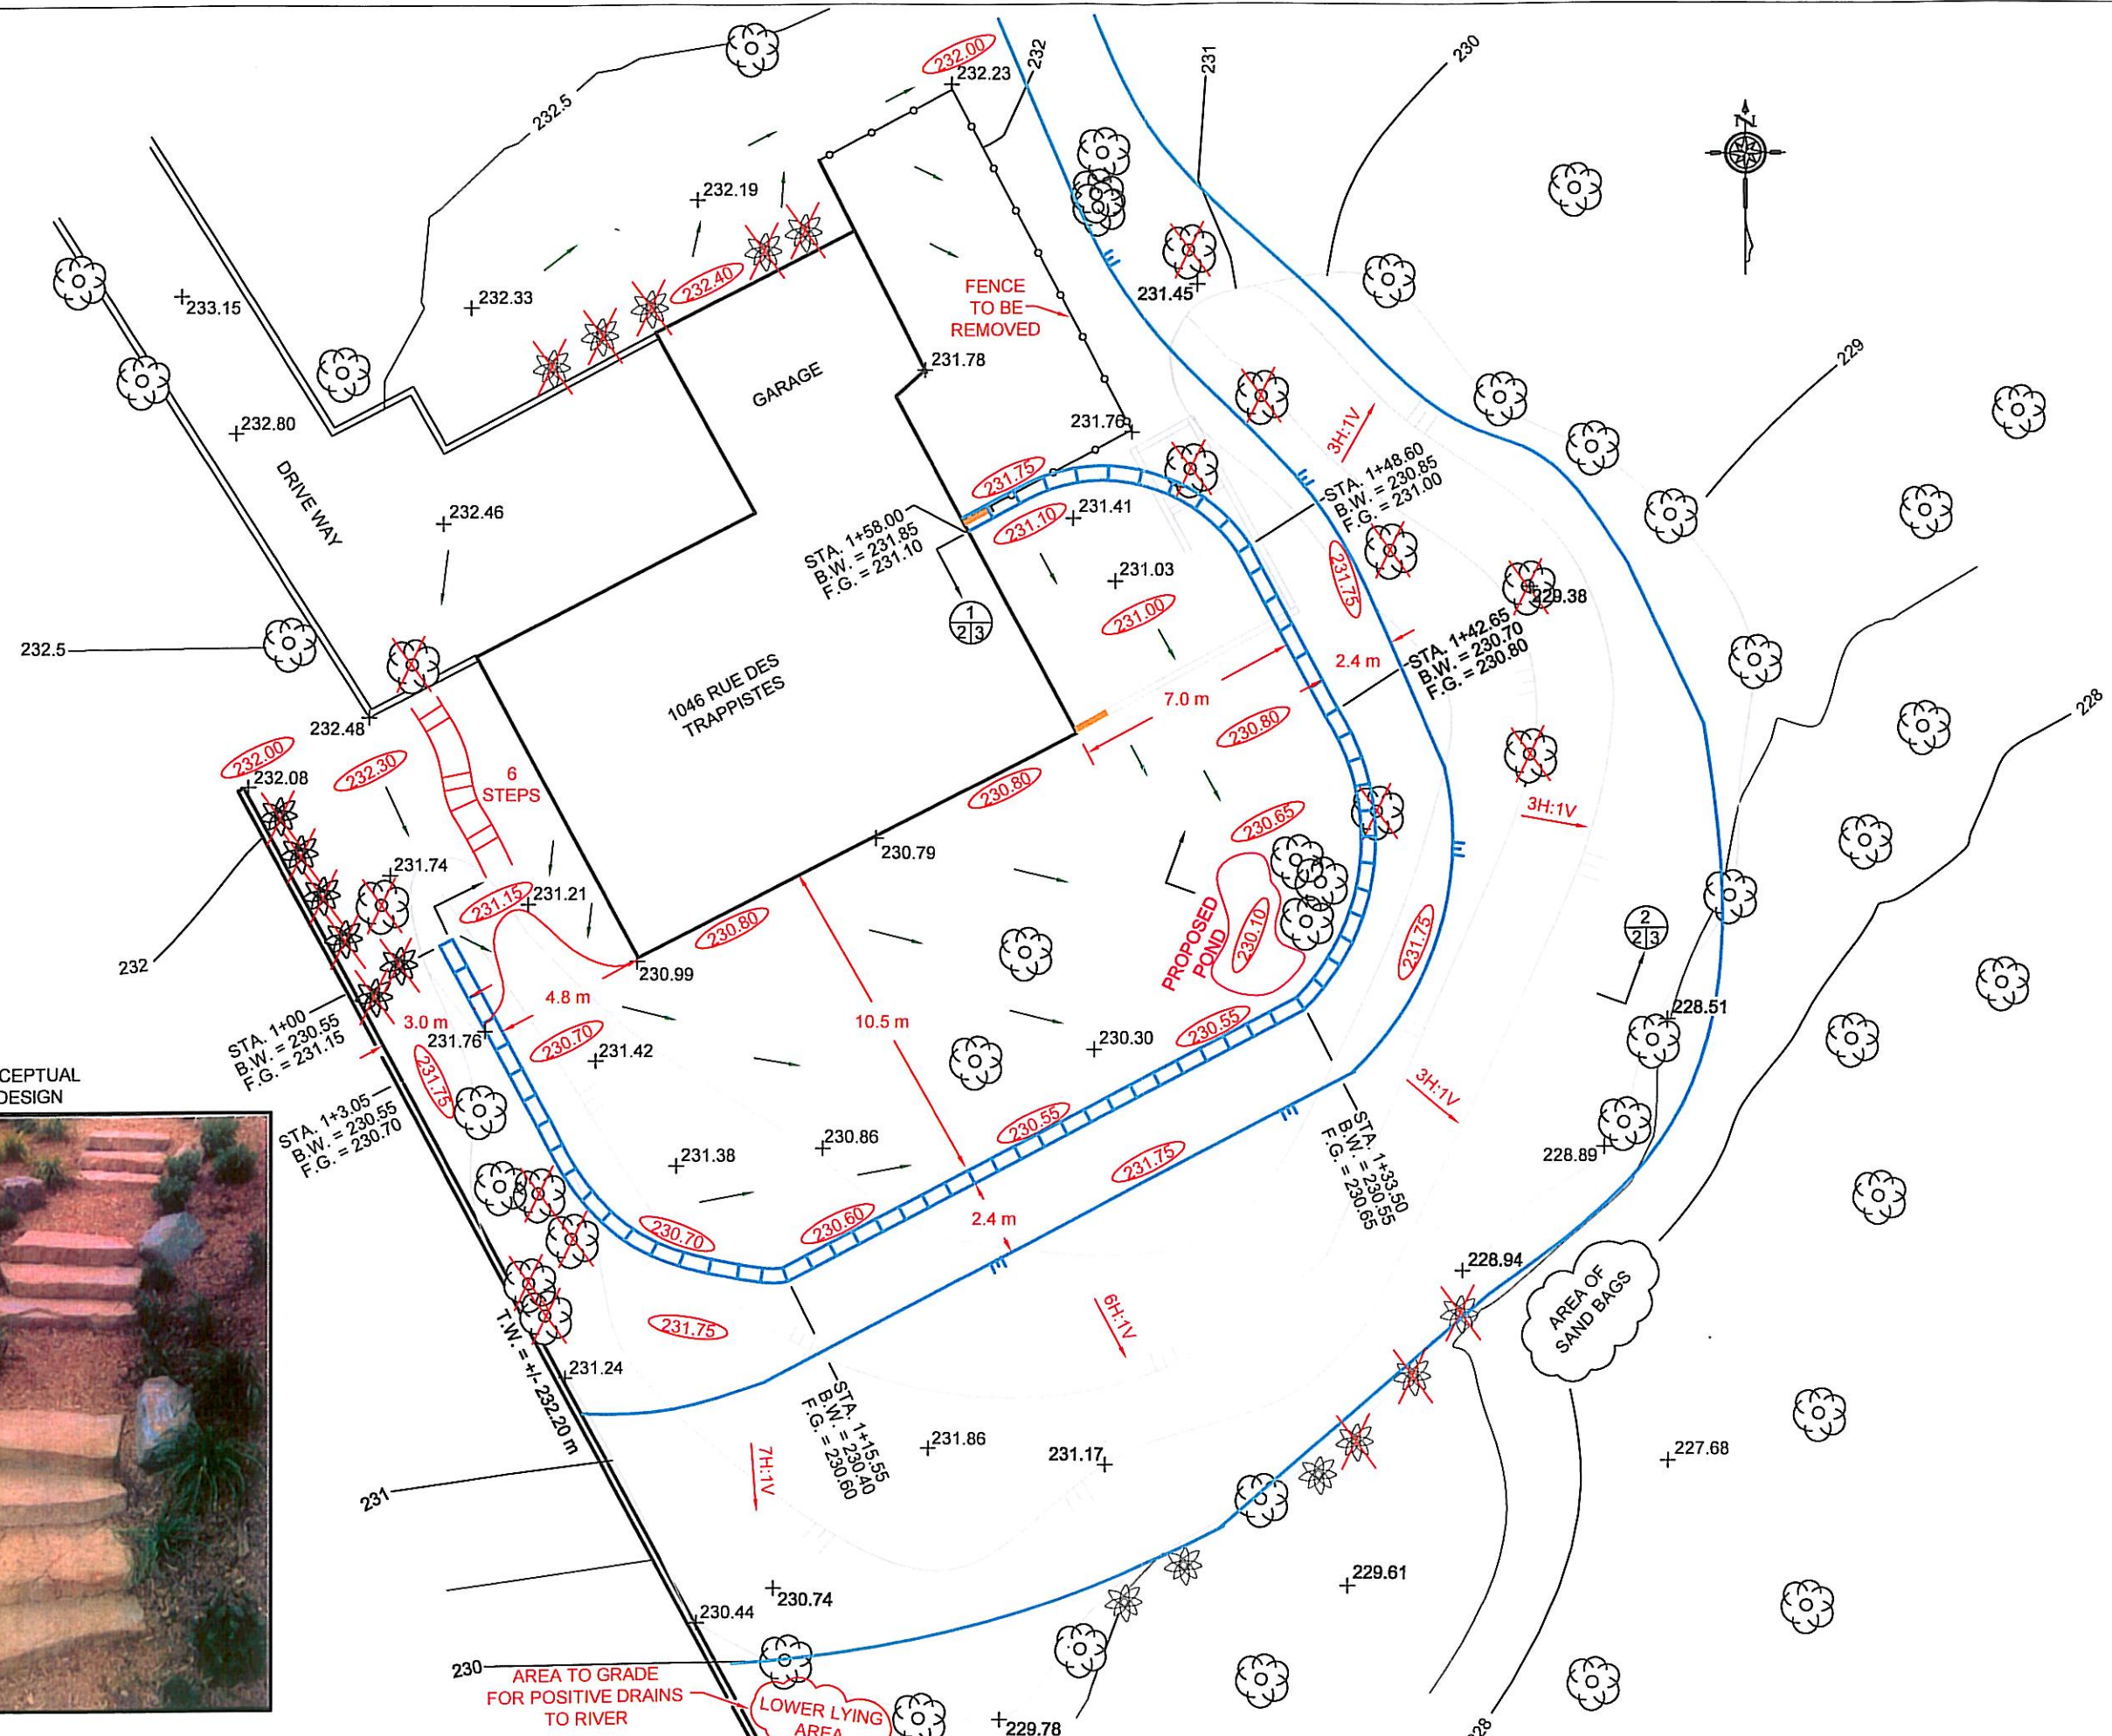 232.00
232.23
232
231
230
N
232.5
232.19
233.15
232.33
232.40
231.45
FENCE
TO BE
REMOVED
231.78
GARAGE
229
232.80
231.76
3H:1V
DRIVE WAY
232.46
231.75
231.10
231.41
STA. 1+48.60
B.W. = 230.85
F.G. = 231.00
STA. 1+58.00
B.W. = 231.85
F.G. = 231.10
231.03
231.00
231.75
229.38
1
2 3
232.5
1046 RUE DES
TRAPPISTES
2.4 m
STA. 1+42.65
B.W. = 230.70
F.G. = 230.80
7.0 m
228
232.48
230.80
232.00
232.08
232.30
6
STEPS
230.80
3H:1V
230.65
230.79
231.74
231.15
231.21
230.80
PROPOSED
POND
230.10
231.75
2
2 3
232
230.99
4.8 m
228.51
STA. 1+00
B.W. = 230.55
F.G. = 231.15
3.0 m
231.76
10.5 m
230.70
231.42
230.30
230.55
CEPTUAL
DESIGN
231.75
3H:1V
STA. 1+3.05
B.W. = 230.55
F.G. = 230.70
230.55
231.38
230.86
231.75
STA. 1+33.50
B.W. = 230.55
F.G. = 230.65
228.89
230.70
230.60
2.4 m
228.94
AREA OF
SAND BAGS
231.75
6H:1V
T.W. = +/- 232.20 m
231.24
STA. 1+15.55
B.W. = 230.40
F.G. = 230.60
231.86
231.17
227.68
7H:1V
231
230.74
229.61
230.44
230
AREA TO GRADE
FOR POSITIVE DRAINS
TO RIVER
LOWER LYING
AREA
229.78
28